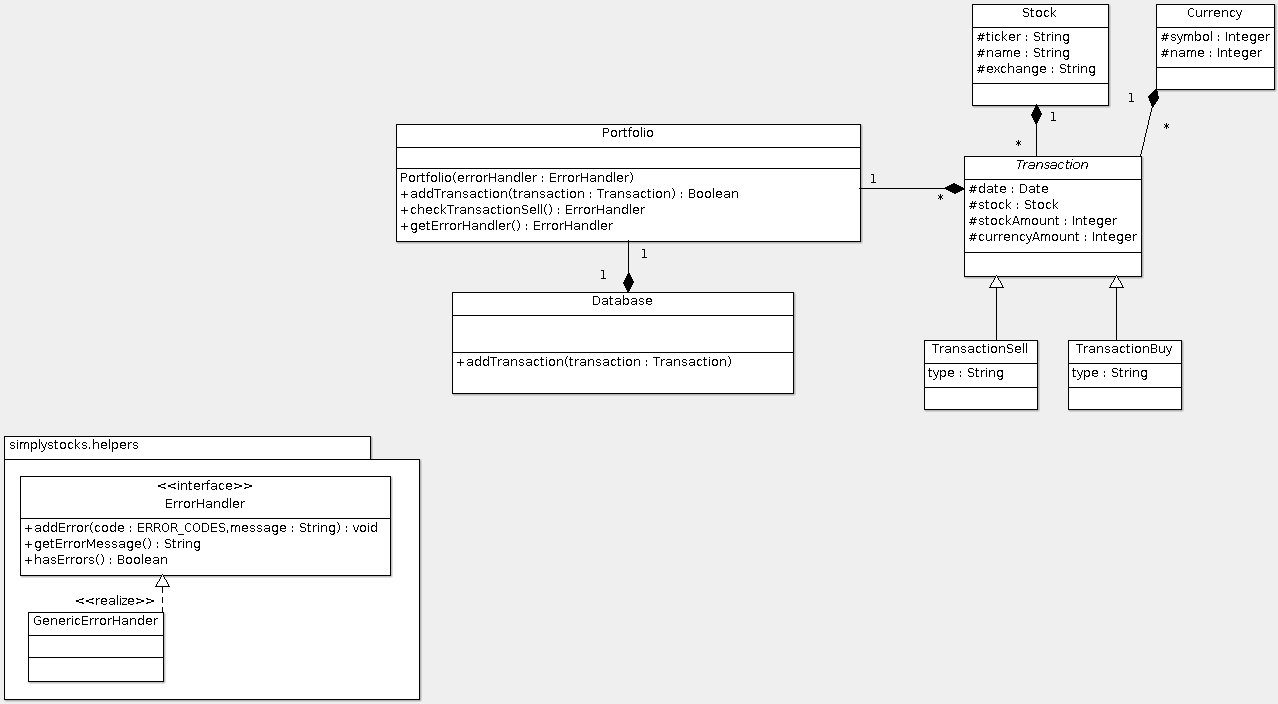 Stock
#ticker : String
#name : String
#exchange : String
Currency
#symbol : Integer
#name : Integer
1
*
1
*
Portfolio
Portfolio(errorHandler : ErrorHandler)
+addTransaction(transaction : Transaction) : Boolean
+checkTransactionSell() : ErrorHandler
+getErrorHandler() : ErrorHandler
1
*
Transaction
#date : Date
#stock : Stock
#stockAmount : Integer
#currencyAmount : Integer
1
1
Database
+addTransaction(transaction : Transaction)
TransactionSell
type : String
TransactionBuy
type : String
simplystocks.helpers
<<interface>>
ErrorHandler
+addError(code : ERROR_CODES,message : String) : void
+getErrorMessage() : String
+hasErrors() : Boolean
<<realize>>
GenericErrorHander